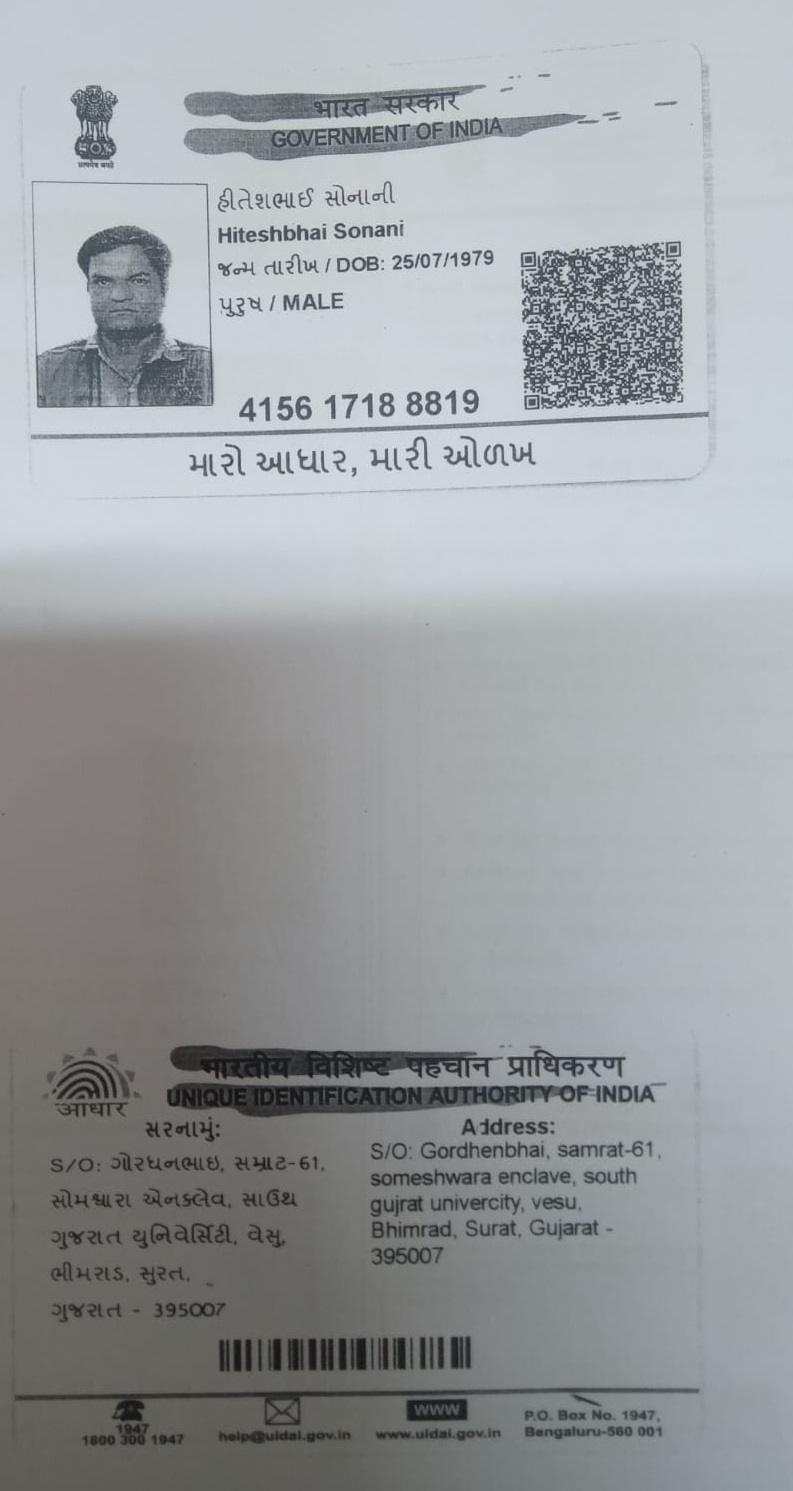 भारत सरकार
GOVERNMENT OF INDIA
सत्यमेव जयते
હીતેશભાઈ સોનાની
Hiteshbhai Sonani
જન્મ તારીખ / DOB: 25/07/1979
પુરુષ / MALE
4156 1718 8819
મારો આધાર, મારી ઓળખ
भारतीय विशिष्ट पहचान प्राधिकरण
UNIQUE IDENTIFICATION AUTHORITY OF INDIA
आधार
સરનામું:
S/O: ગોરધનભાઇ, સમ્રાટ-61,
સોમશ્વારા એનક્લેવ, સાઉથ
ગુજરાત યુનિવેર્સિટી, વેસુ,
ભીમરાડ, સુરત,
ગુજરાત - 395007
Address:
S/O: Gordhenbhai, samrat-61,
someshwara enclave, south
gujrat univercity, vesu,
Bhimrad, Surat, Gujarat -
395007
1947
1800 300 1947
help@uidai.gov.in
www
www.uidai.gov.in
P.O. Box No. 1947,
Bengaluru-560 001